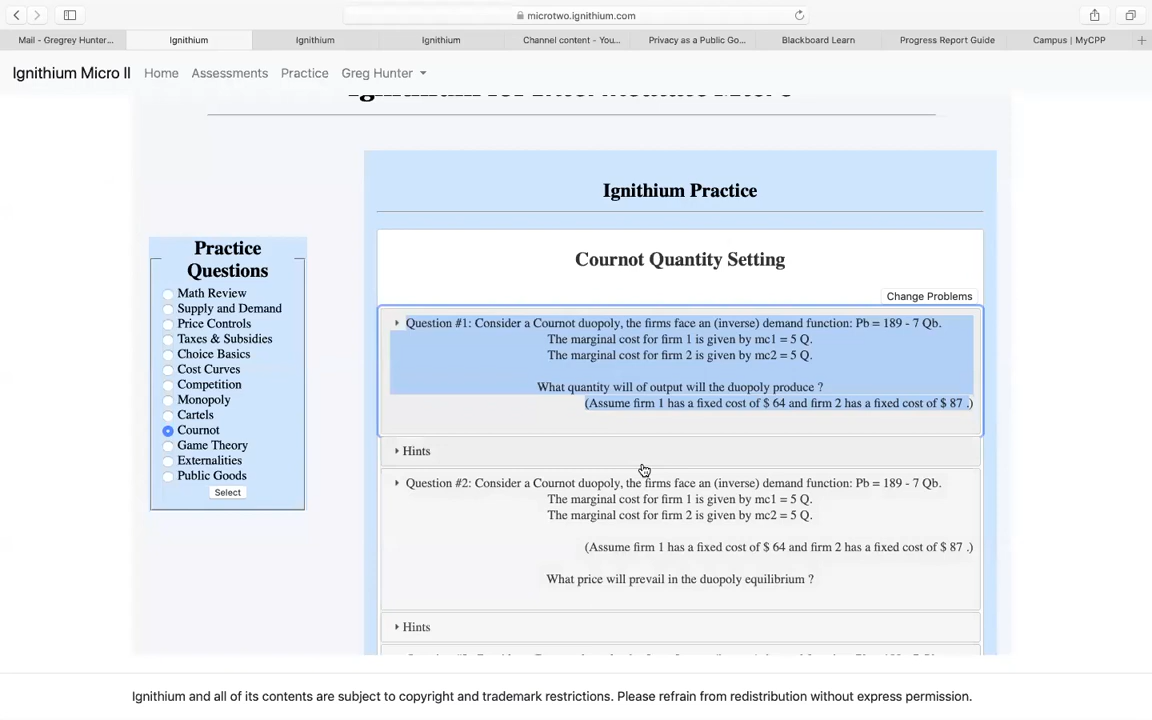 microtwo.ignithium.com
Mail - Gregrey Hunter...
Ignithium
Ignithium
Ignithium
Channel content - You...
Privacy as a Public Go...
Blackboard Learn
Progress Report Guide
Campus | MyCPP
Ignithium Micro II
Home
Assessments
Practice
Greg Hunter
Ignithium for Intermediate Micro
Ignithium Practice
Practice
Questions
Math Review
Supply and Demand
Price Controls
Taxes & Subsidies
Choice Basics
Cost Curves
Competition
Monopoly
Cartels
Cournot
Game Theory
Externalities
Public Goods
Select
Cournot Quantity Setting
Change Problems
Question #1: Consider a Cournot duopoly, the firms face an (inverse) demand function: Pb = 189 - 7 Qb.
The marginal cost for firm 1 is given by mc1 = 5 Q.
The marginal cost for firm 2 is given by mc2 = 5 Q.
What quantity will of output will the duopoly produce ?
(Assume firm 1 has a fixed cost of $ 64 and firm 2 has a fixed cost of $ 87 .)
Hints
Question #2: Consider a Cournot duopoly, the firms face an (inverse) demand function: Pb = 189 - 7 Qb.
The marginal cost for firm 1 is given by mc1 = 5 Q.
The marginal cost for firm 2 is given by mc2 = 5 Q.
(Assume firm 1 has a fixed cost of $ 64 and firm 2 has a fixed cost of $ 87 .)
What price will prevail in the duopoly equilibrium ?
Hints
Ignithium and all of its contents are subject to copyright and trademark restrictions. Please refrain from redistribution without express permission.